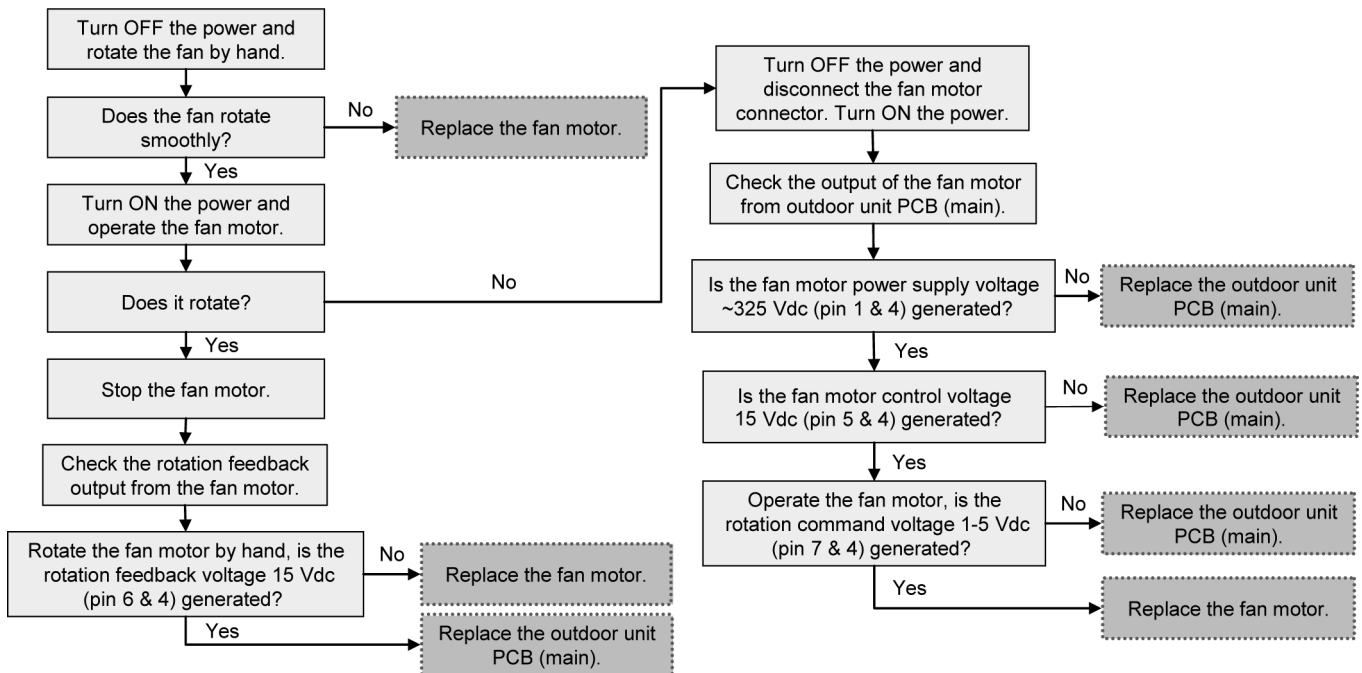 Turn OFF the power and
rotate the fan by hand.
Does the fan rotate
smoothly?
No
Replace the fan motor.
Yes
Turn ON the power and
operate the fan motor.
Does it rotate?
No
Yes
Stop the fan motor.
Check the rotation feedback
output from the fan motor.
Rotate the fan motor by hand, is the
rotation feedback voltage 15 Vdc
(pin 6 & 4) generated?
No
Replace the fan motor.
Yes
Replace the outdoor unit
PCB (main).
Turn OFF the power and
disconnect the fan motor
connector. Turn ON the power.
Check the output of the fan motor
from outdoor unit PCB (main).
Is the fan motor power supply voltage
~325 Vdc (pin 1 & 4) generated?
No
Replace the outdoor unit
PCB (main).
Yes
Is the fan motor control voltage
15 Vdc (pin 5 & 4) generated?
No
Replace the outdoor unit
PCB (main).
Yes
Operate the fan motor, is the
rotation command voltage 1-5 Vdc
(pin 7 & 4) generated?
No
Replace the outdoor unit
PCB (main).
Yes
Replace the fan motor.